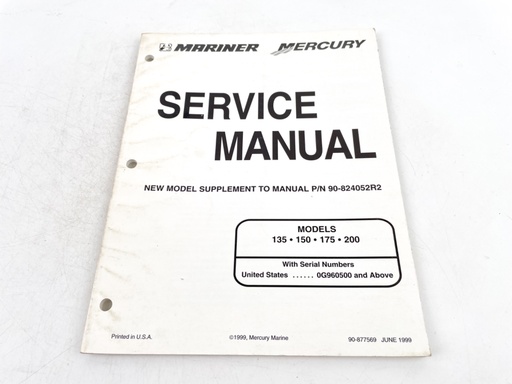 MARINER MERCURY
SERVICE
MANUAL
NEW MODEL SUPPLEMENT TO MANUAL P/N 90-824052R2
MODELS
135 • 150 • 175 • 200
With Serial Numbers
United States ...... 0G960500 and Above
Printed in U.S.A. ©1999, Mercury Marine 90-877569 JUNE 1999